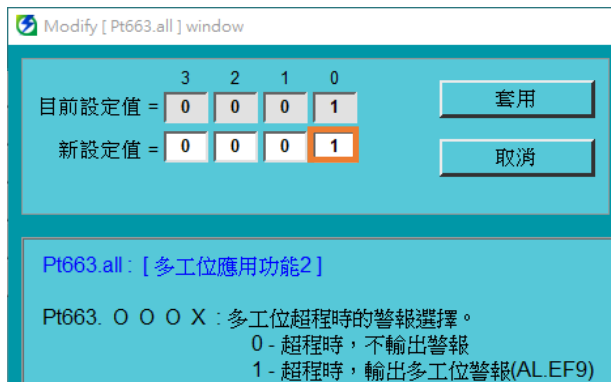 Modify [ Pt663.all ] window
3 2 1 0
目前設定值 = 0 0 0 1 套用
新設定值 = 0 0 0 1 取消
Pt663.all : [ 多工位應用功能2 ]
Pt663. O O O X : 多工位超程時的警報選擇。
0 - 超程時，不輸出警報
1 - 超程時，輸出多工位警報(AL.EF9)